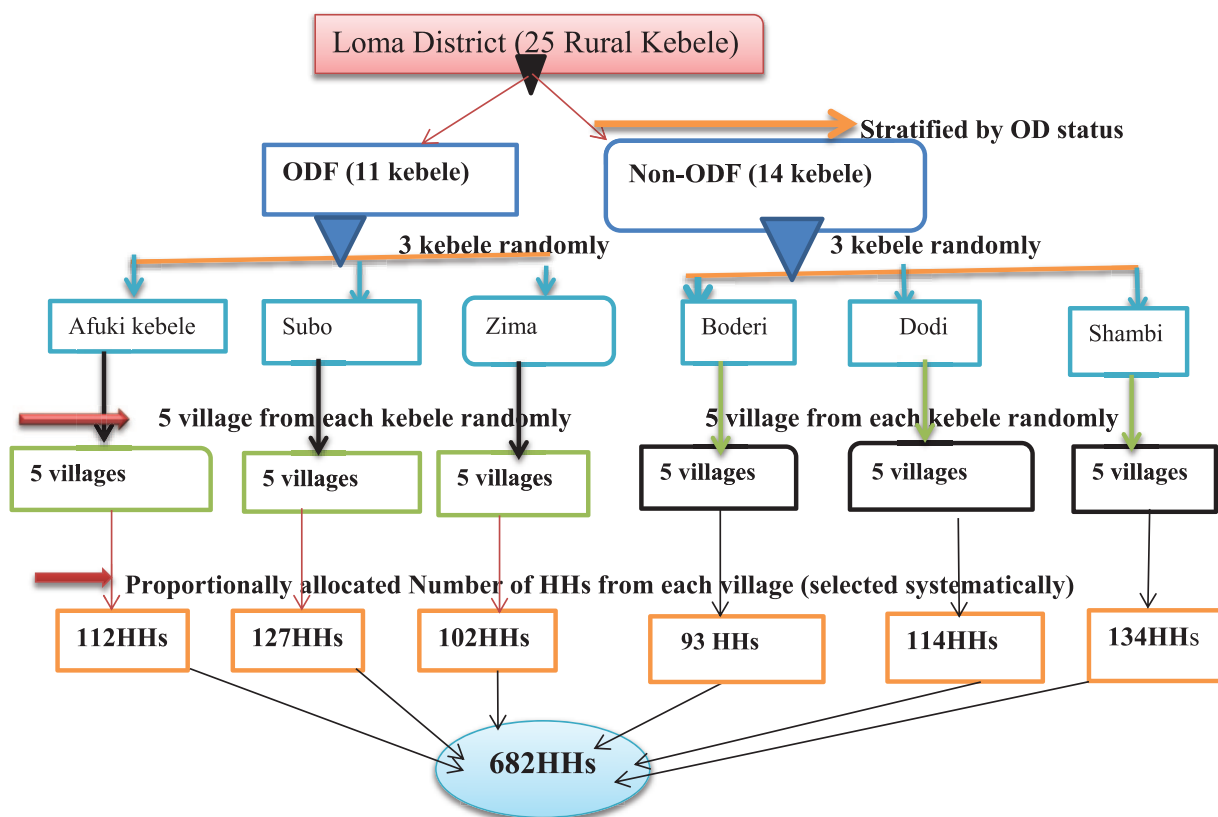 Loma District (25 Rural Kebele)
Stratified by OD status
ODF (11 kebele)
Non-ODF (14 kebele)
3 kebele randomly
3 kebele randomly
Afuki kebele
Subo
Zima
Boderi
Dodi
Shambi
5 village from each kebele randomly
5 village from each kebele randomly
5 villages
5 villages
5 villages
5 villages
5 villages
5 villages
Proportionally allocated Number of HHs from each village (selected systematically)
112HHs
127HHs
102HHs
93 HHs
114HHs
134HHs
682HHs